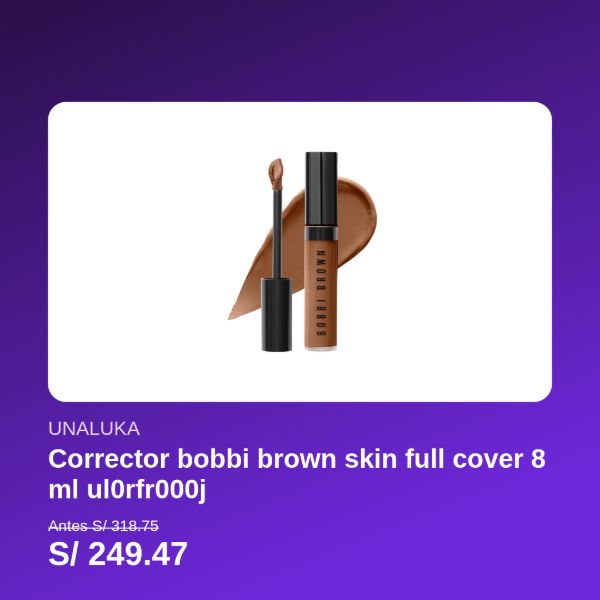 BOBBI BROWN
UNALUKA
Corrector bobbi brown skin full cover 8
ml ul0rfr000j
Antes S/ 318.75
S/ 249.47